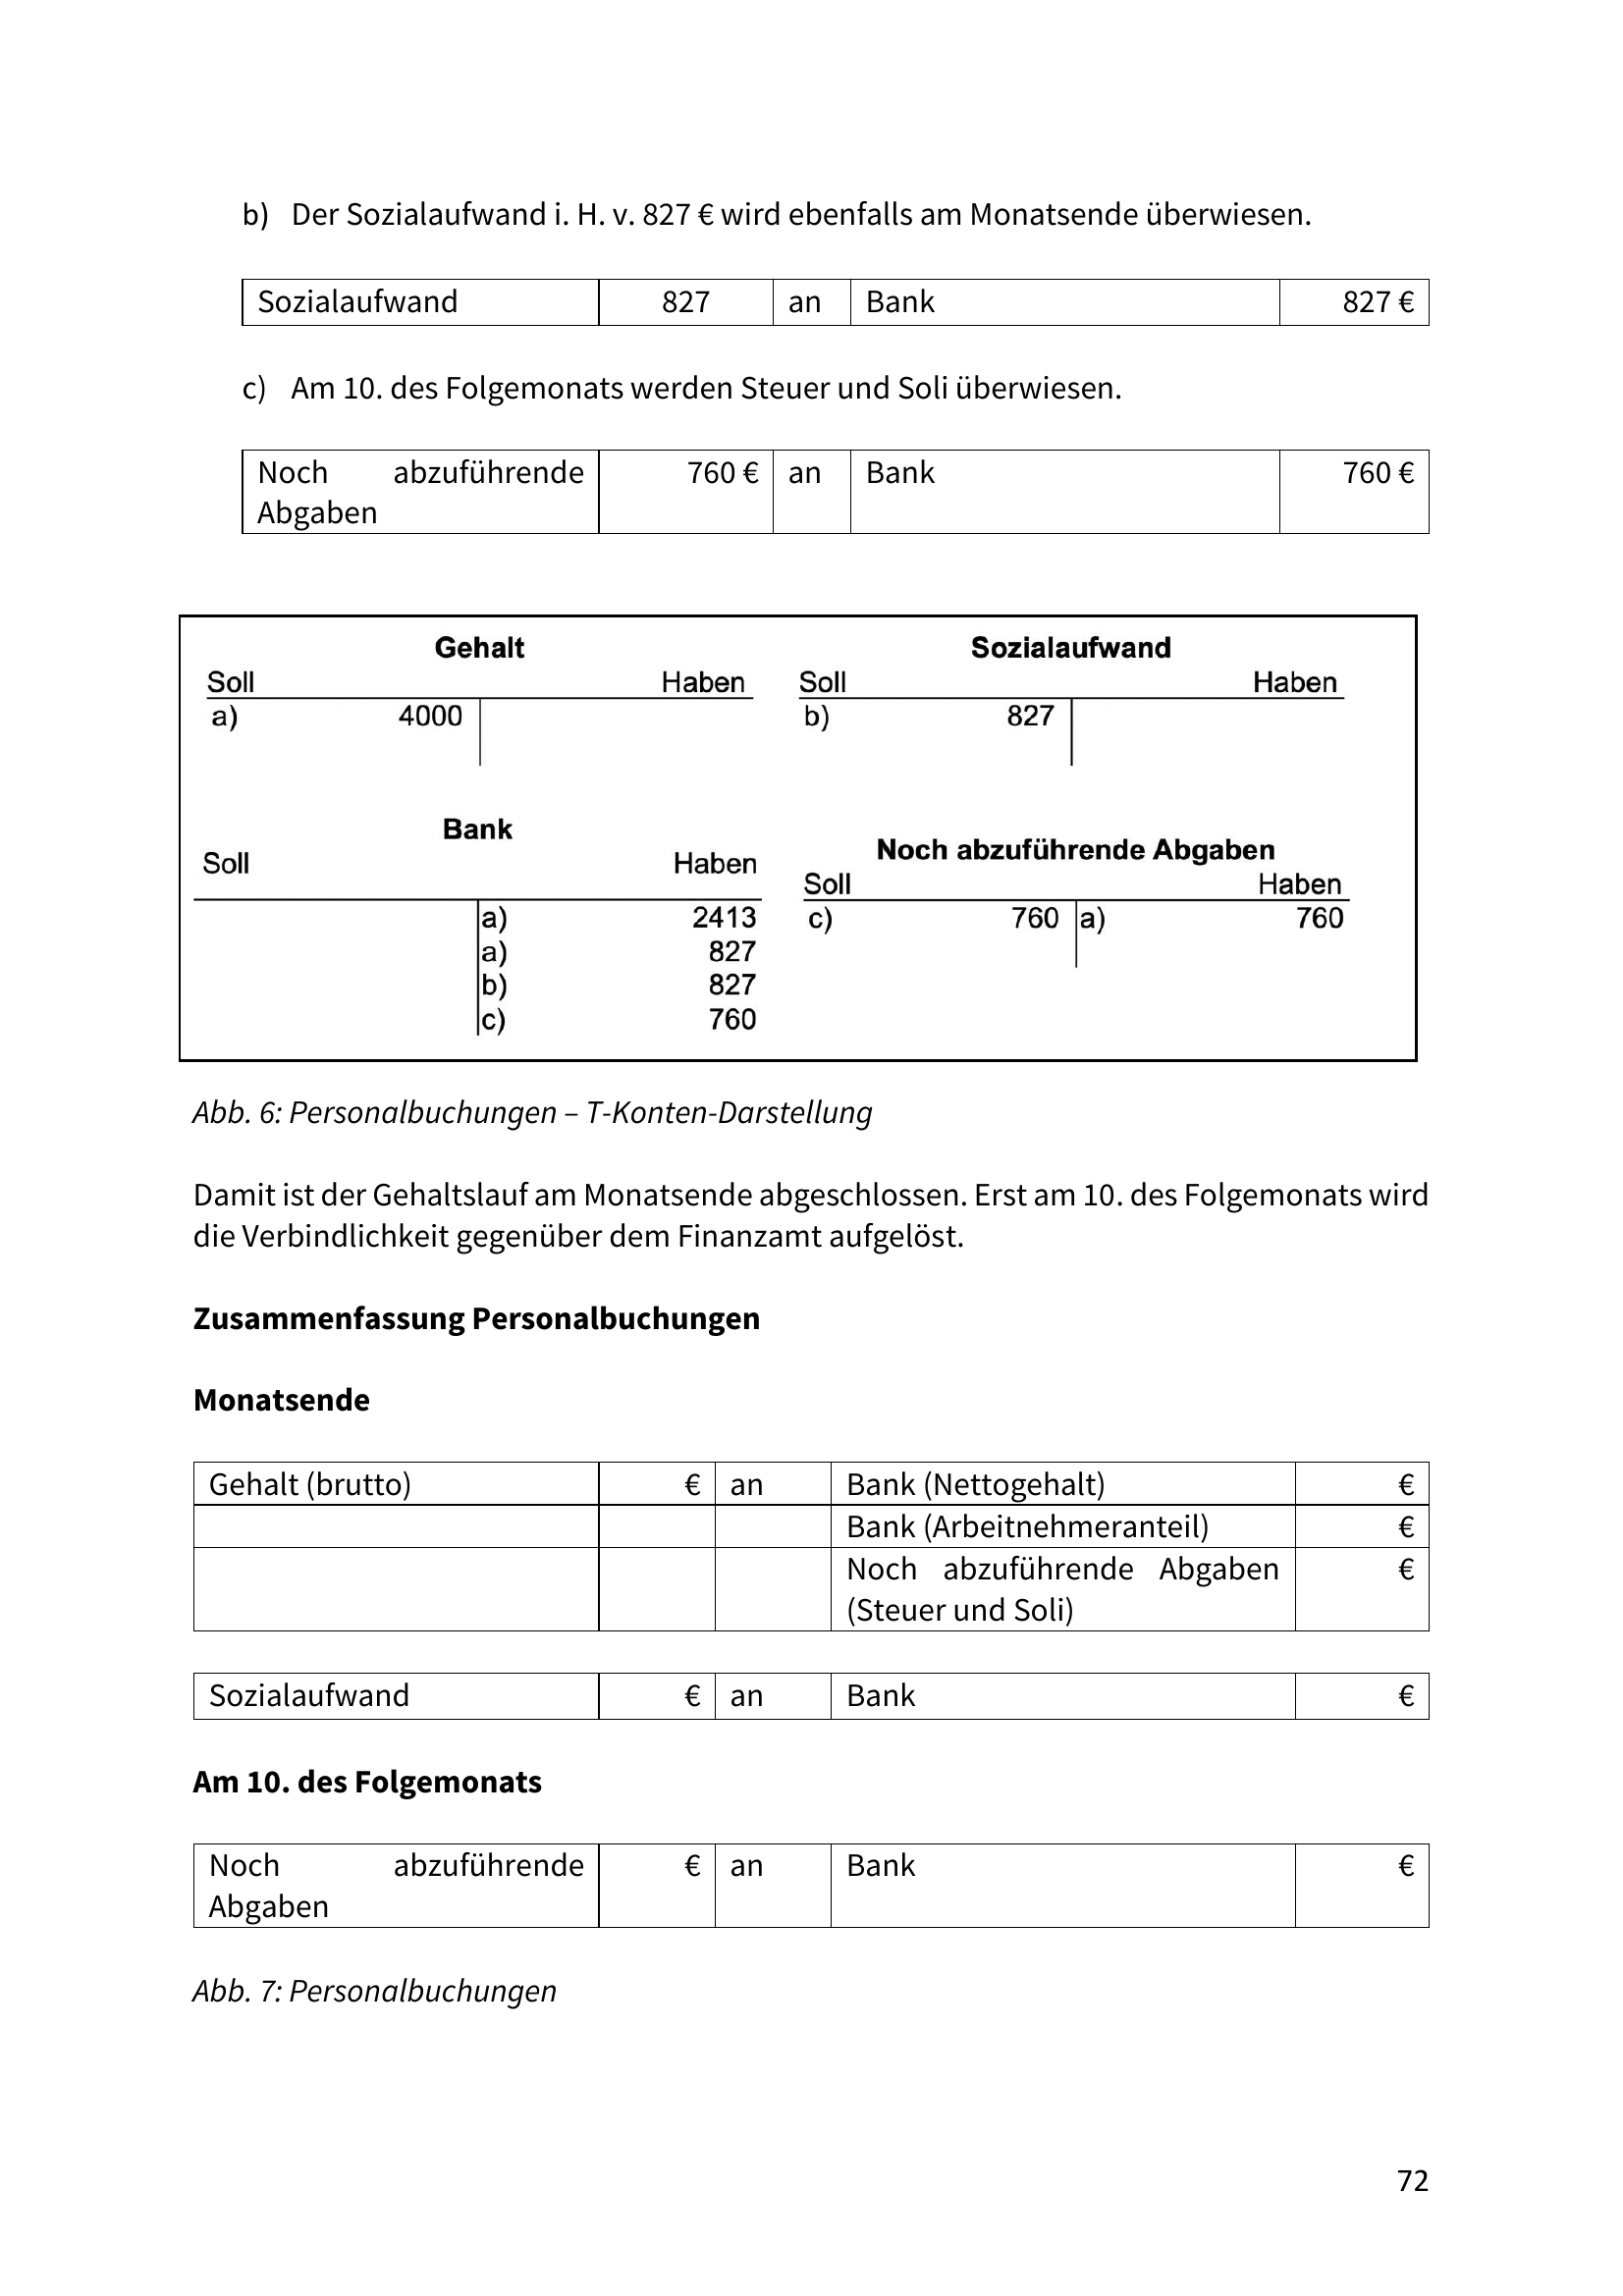 b) Der Sozialaufwand i. H. v. 827 € wird ebenfalls am Monatsende überwiesen.
Sozialaufwand 827 an Bank 827 €
c) Am 10. des Folgemonats werden Steuer und Soli überwiesen.
Noch abzuführende 760 € an Bank 760 €
Abgaben
Gehalt
Soll Haben
a) 4000
Sozialaufwand
Soll Haben
b) 827
Bank
Soll Haben
a) 2413
a) 827
b) 827
c) 760
Noch abzuführende Abgaben
Soll Haben
c) 760 a) 760
Abb. 6: Personalbuchungen – T-Konten-Darstellung
Damit ist der Gehaltslauf am Monatsende abgeschlossen. Erst am 10. des Folgemonats wird
die Verbindlichkeit gegenüber dem Finanzamt aufgelöst.
Zusammenfassung Personalbuchungen
Monatsende
Gehalt (brutto) € an Bank (Nettogehalt) €
Bank (Arbeitnehmeranteil) €
Noch abzuführende Abgaben €
(Steuer und Soli)
Sozialaufwand € an Bank €
Am 10. des Folgemonats
Noch abzuführende € an Bank €
Abgaben
Abb. 7: Personalbuchungen
72